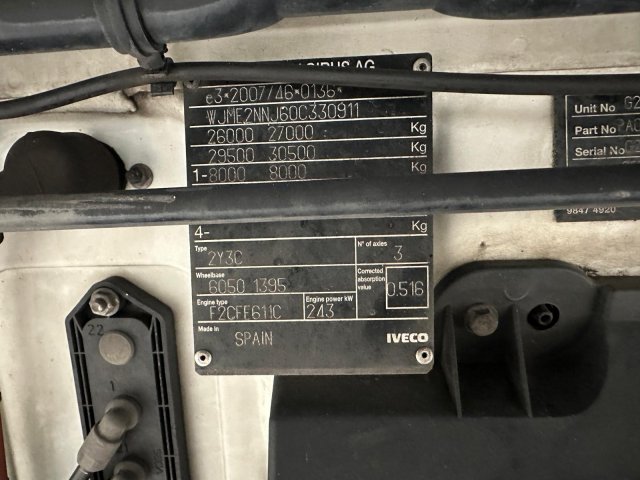 AG
e3*2007/46*0136*
WJME2NNJ60C330911
26000 27000 Kg
29500 30500 Kg
1-8000 8000 Kg
4- Kg
Type 2Y3C N° of axles 3
Wheelbase 6050 1395 Corrected absorption value 0.516
Engine type F2CFE611C Engine power kW 243
Made in SPAIN IVECO
Unit No
Part No
Serial No
9847 4920
22
1